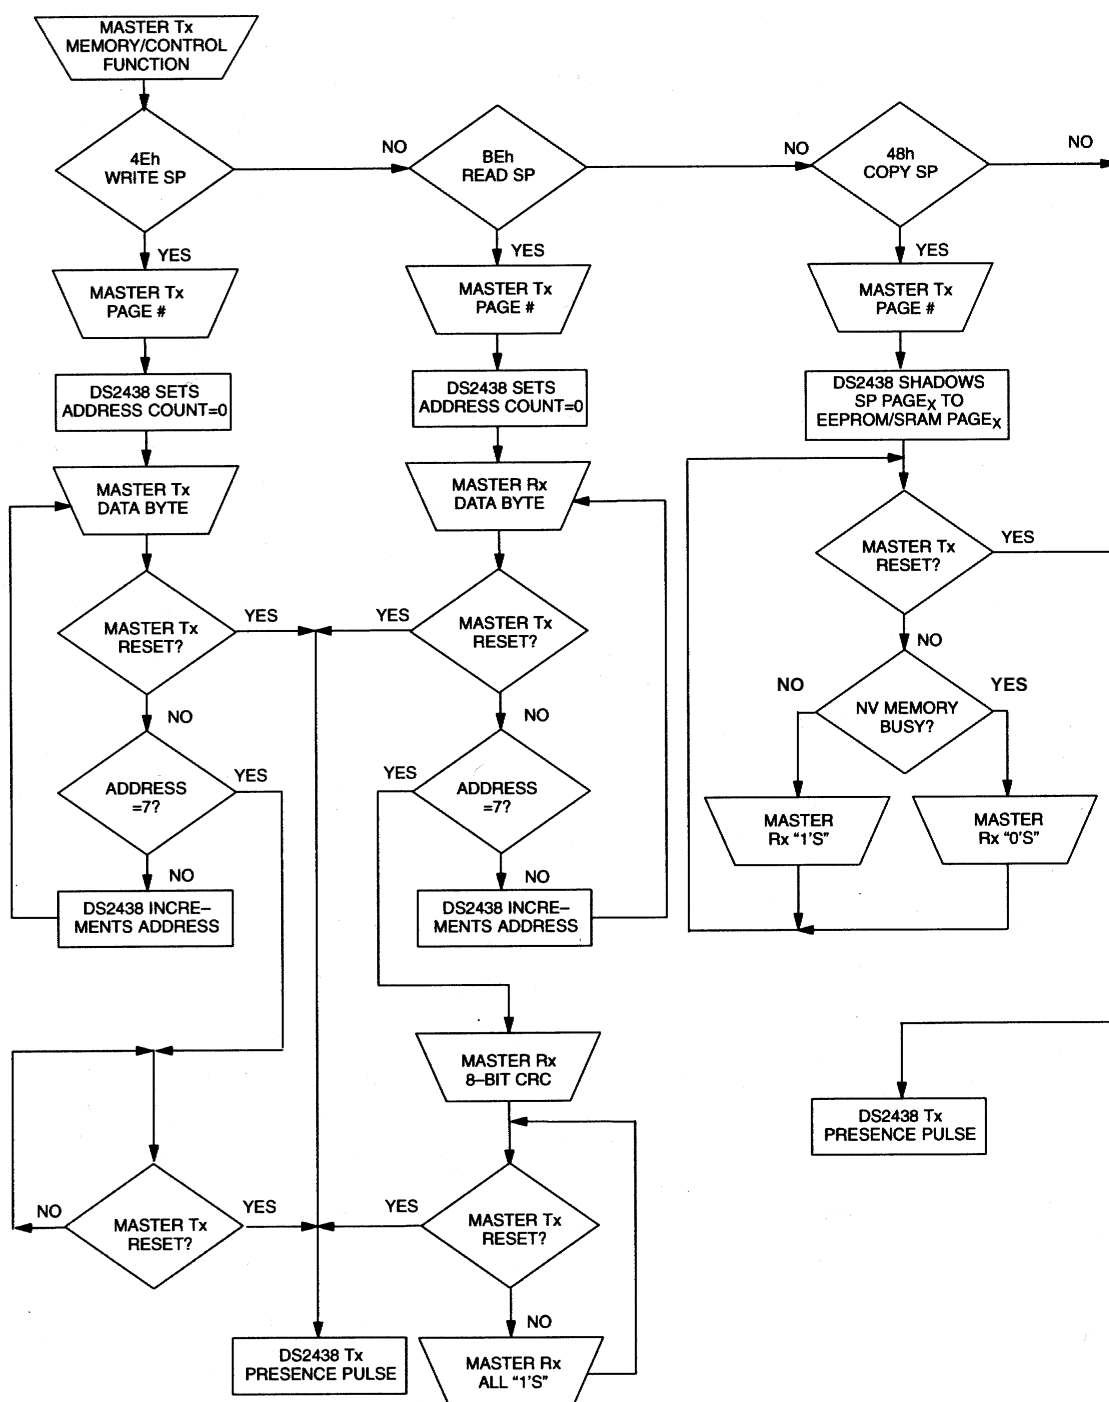 MASTER Tx
MEMORY/CONTROL
FUNCTION
4Eh
WRITE SP
NO
BEh
READ SP
NO
48h
COPY SP
NO
YES
YES
YES
MASTER Tx
PAGE #
MASTER Tx
PAGE #
MASTER Tx
PAGE #
DS2438 SETS
ADDRESS COUNT=0
DS2438 SETS
ADDRESS COUNT=0
DS2438 SHADOWS
SP PAGEX TO
EEPROM/SRAM PAGEX
MASTER Tx
DATA BYTE
MASTER Rx
DATA BYTE
MASTER Tx
RESET?
YES
MASTER Tx
RESET?
YES
YES
MASTER Tx
RESET?
NO
NO
NO
NO
NV MEMORY
BUSY?
YES
ADDRESS
=7?
YES
YES
ADDRESS
=7?
MASTER
Rx “1’S”
MASTER
Rx “0’S”
NO
NO
DS2438 INCRE–
MENTS ADDRESS
DS2438 INCRE–
MENTS ADDRESS
MASTER Rx
8–BIT CRC
DS2438 Tx
PRESENCE PULSE
NO
MASTER Tx
RESET?
YES
YES
MASTER Tx
RESET?
NO
DS2438 Tx
PRESENCE PULSE
MASTER Rx
ALL “1’S”